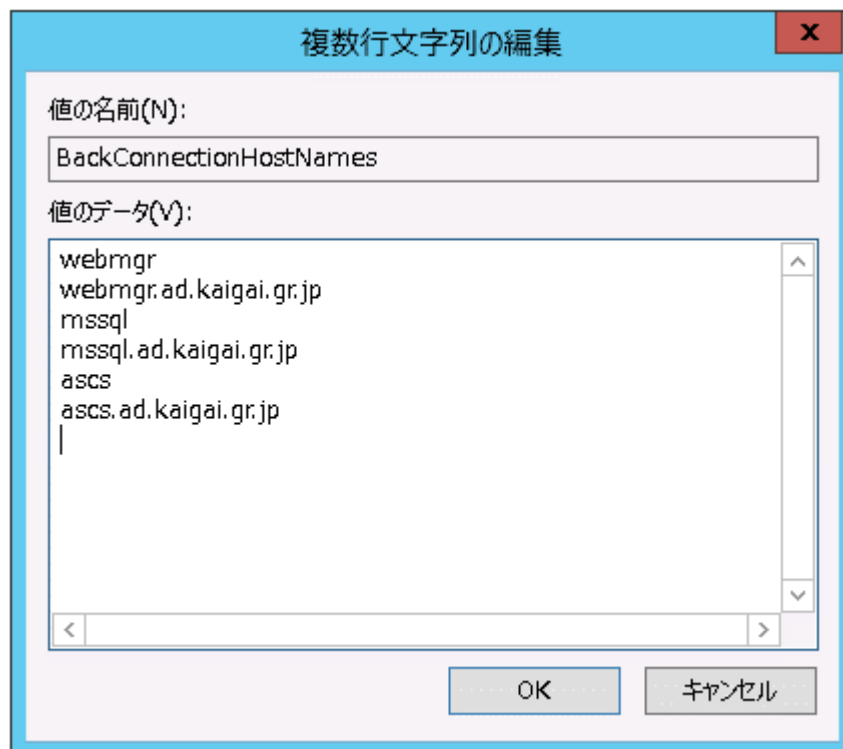 複数行文字列の編集
x
値の名前(N):
BackConnectionHostNames
値のデータ(V):
webmgr
webmgr.ad.kaigai.gr.jp
mssql
mssql.ad.kaigai.gr.jp
ascs
ascs.ad.kaigai.gr.jp
OK
キャンセル